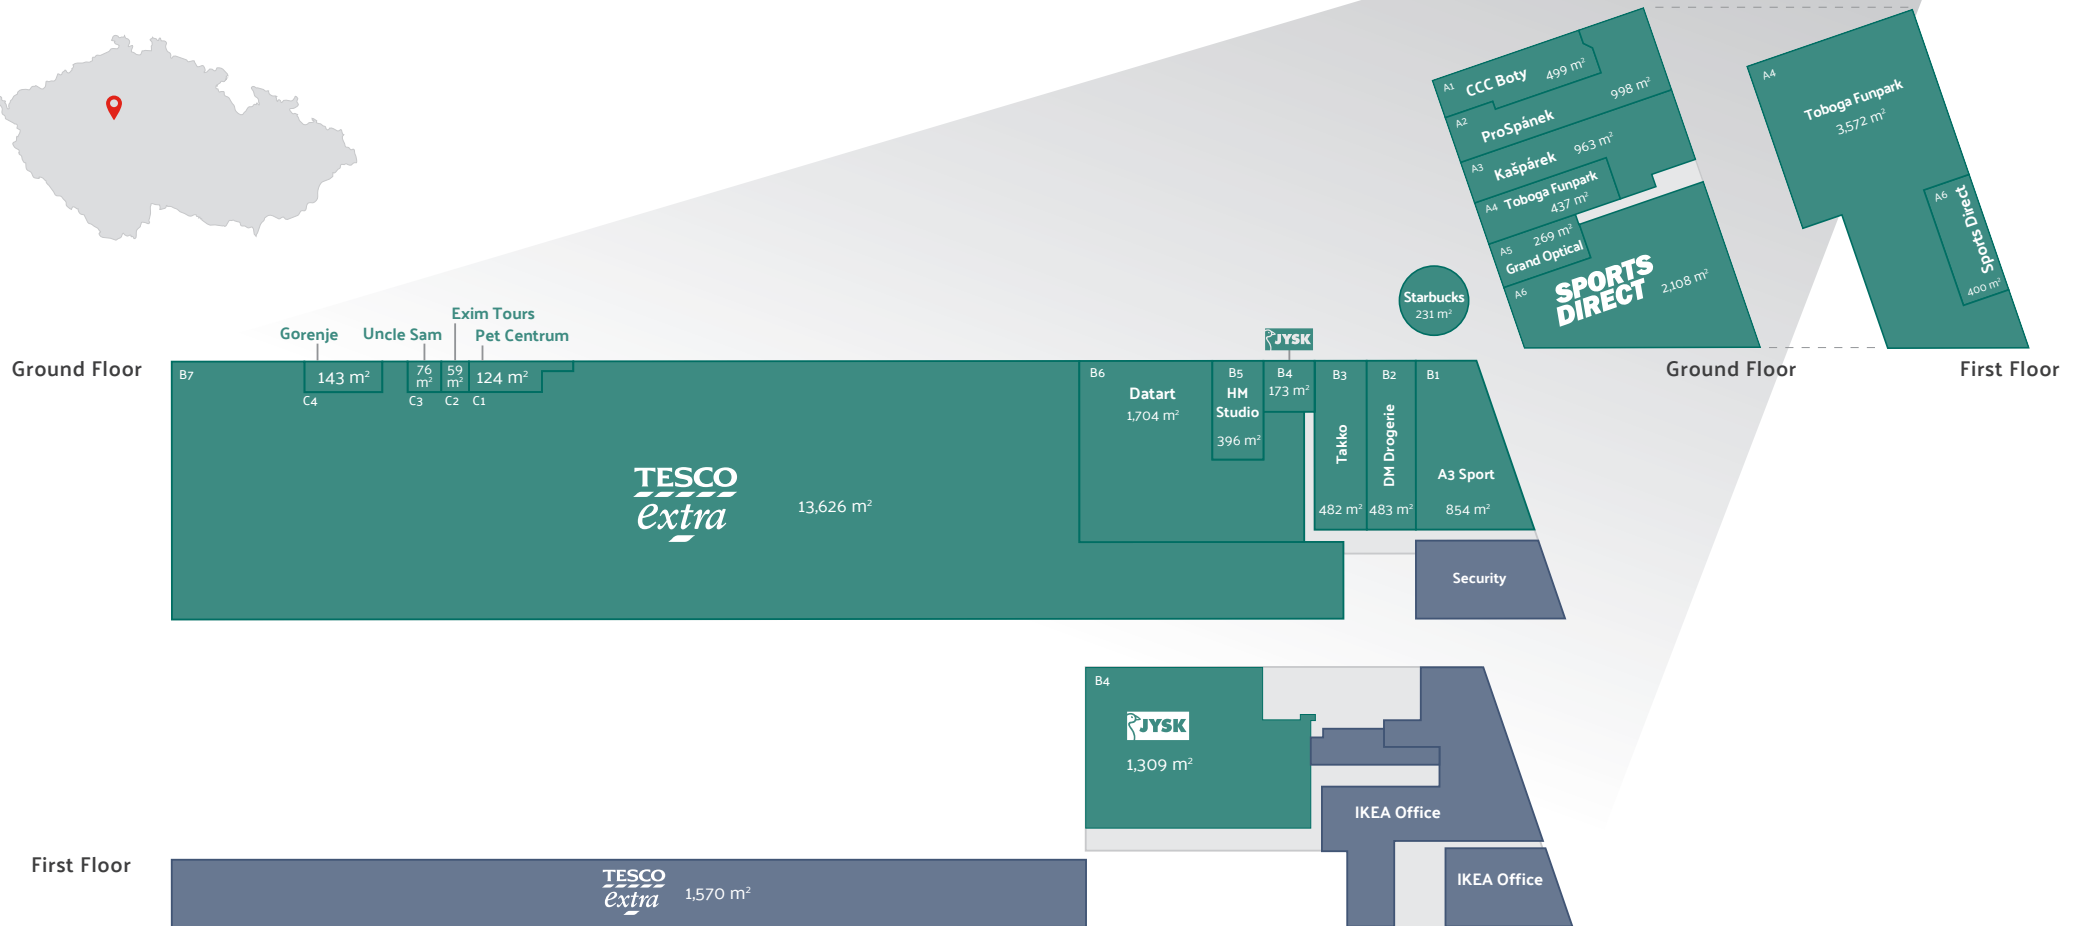 A1
CCC Boty
499 m²
A2
ProSpánek
998 m²
A3
Kašpárek
963 m²
A4
Toboga Funpark
437 m²
A5
269 m²
Grand Optical
A6
SPORTS
DIRECT
2,108 m²
A4
Toboga Funpark
3,572 m²
A6
Sports Direct
400 m²
Ground Floor
First Floor
Starbucks
231 m²
Exim Tours
Gorenje
Uncle Sam
Pet Centrum
JYSK
Ground Floor
B7
143 m²
76
m²
59
m²
124 m²
C4
C3
C2
C1
TESCO
extra
13,626 m²
B6
Datart
1,704 m²
B5
HM
Studio
396 m²
B4
173 m²
B3
Takko
482 m²
B2
DM Drogerie
483 m²
B1
A3 Sport
854 m²
Security
B4
JYSK
1,309 m²
IKEA Office
IKEA Office
First Floor
TESCO
extra
1,570 m²